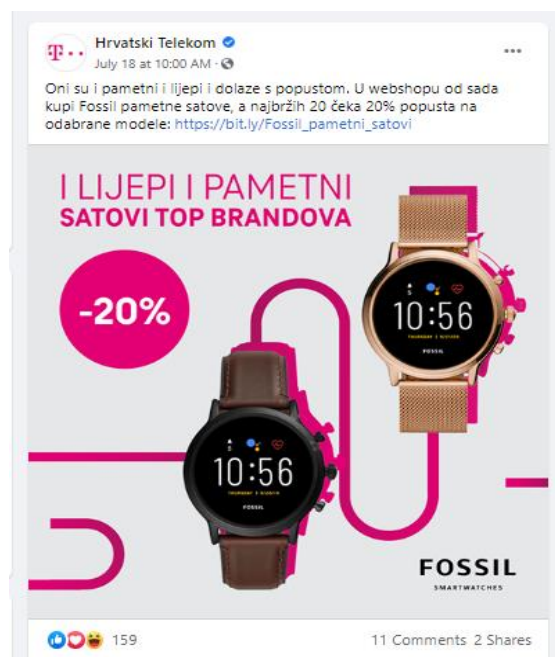 Hrvatski Telekom
July 18 at 10:00 AM ·
Oni su i pametni i lijepi i dolaze s popustom. U webshopu od sada
kupi Fossil pametne satove, a najbržih 20 čeka 20% popusta na
odabrane modele: https://bit.ly/Fossil_pametni_satovi
I LIJEPI I PAMETNI
SATOVI TOP BRANDOVA
-20%
10:56
FOSSIL
10:56
FOSSIL
FOSSIL
SMARTWATCHES
159
11 Comments 2 Shares